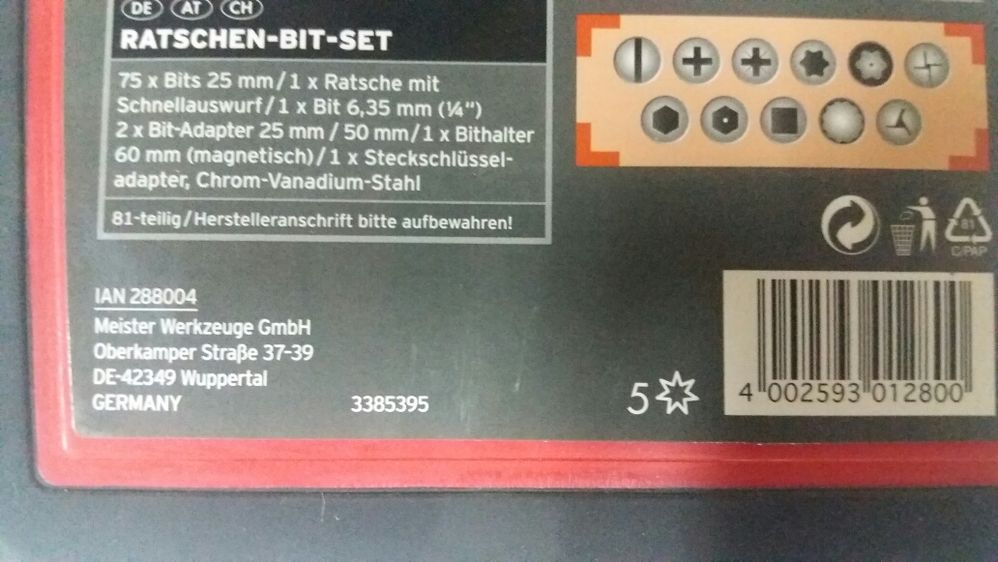 DE AT CH
RATSCHEN-BIT-SET
75 x Bits 25 mm / 1 x Ratsche mit
Schnellauswurf / 1 x Bit 6,35 mm (¼")
2 x Bit-Adapter 25 mm / 50 mm / 1 x Bithalter
60 mm (magnetisch) / 1 x Steckschlüssel-
adapter, Chrom-Vanadium-Stahl
81-teilig / Herstelleranschrift bitte aufbewahren!
81
C/PAP
IAN 288004
Meister Werkzeuge GmbH
Oberkamper Straße 37-39
DE-42349 Wuppertal
GERMANY 3385395
5
4 002593 012800